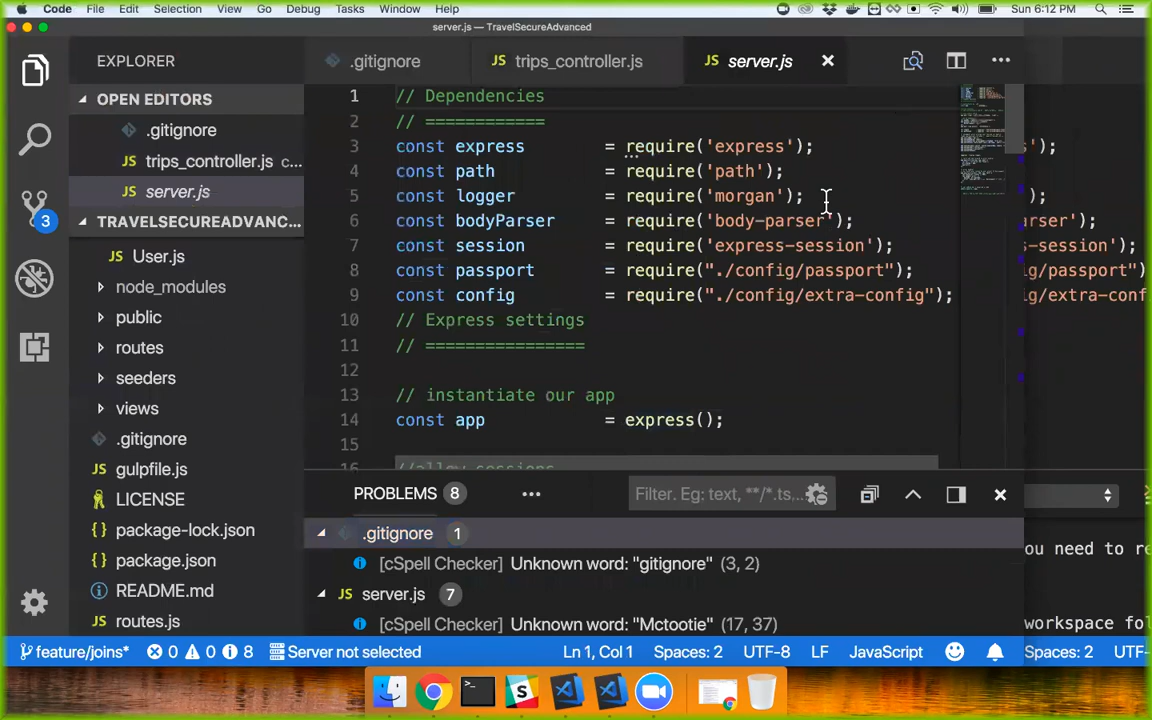 Code File Edit Selection View Go Debug Tasks Window Help Sun 6:12 PM
server.js — TravelSecureAdvanced
EXPLORER
OPEN EDITORS
.gitignore
JS trips_controller.js c...
JS server.js
TRAVELSECUREADVANC...
JS User.js
node_modules
public
routes
seeders
views
.gitignore
JS gulpfile.js
LICENSE
{} package-lock.json
{} package.json
README.md
JS routes.js
3
.gitignore JS trips_controller.js JS server.js
1 // Dependencies
2 // ============
3 const express = require('express');
4 const path = require('path');
5 const logger = require('morgan');
6 const bodyParser = require('body-parser');
7 const session = require('express-session');
8 const passport = require("./config/passport");
9 const config = require("./config/extra-config");
10 // Express settings
11 // ================
12
13 // instantiate our app
14 const app = express();
15
16 //allow sessions
');
);
arser');
s-session');
ig/passport")
ig/extra-conf
PROBLEMS 8 ... Filter. Eg: text, **/*.ts...
.gitignore 1
[cSpell Checker] Unknown word: "gitignore" (3, 2)
JS server.js 7
[cSpell Checker] Unknown word: "Mctootie" (17, 37)
ou need to re
workspace fol
feature/joins* 0 0 8 Server not selected Ln 1, Col 1 Spaces: 2 UTF-8 LF JavaScript Spaces: 2 UTF-8